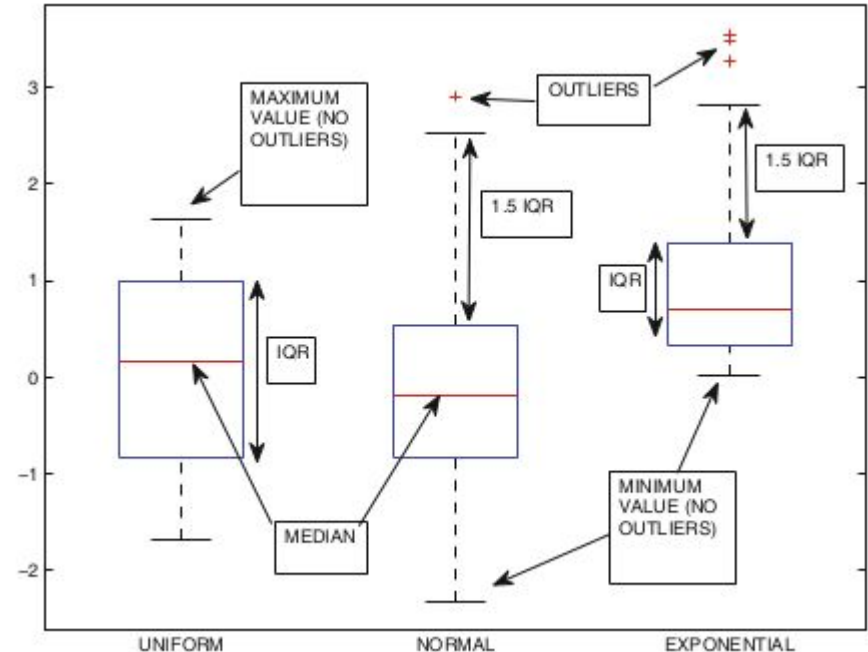 3
2
1
0
−1
−2
MAXIMUM
VALUE (NO
OUTLIERS)
OUTLIERS
1.5 IQR
1.5 IQR
IQR
IQR
MEDIAN
MINIMUM
VALUE (NO
OUTLIERS)
UNIFORM
NORMAL
EXPONENTIAL